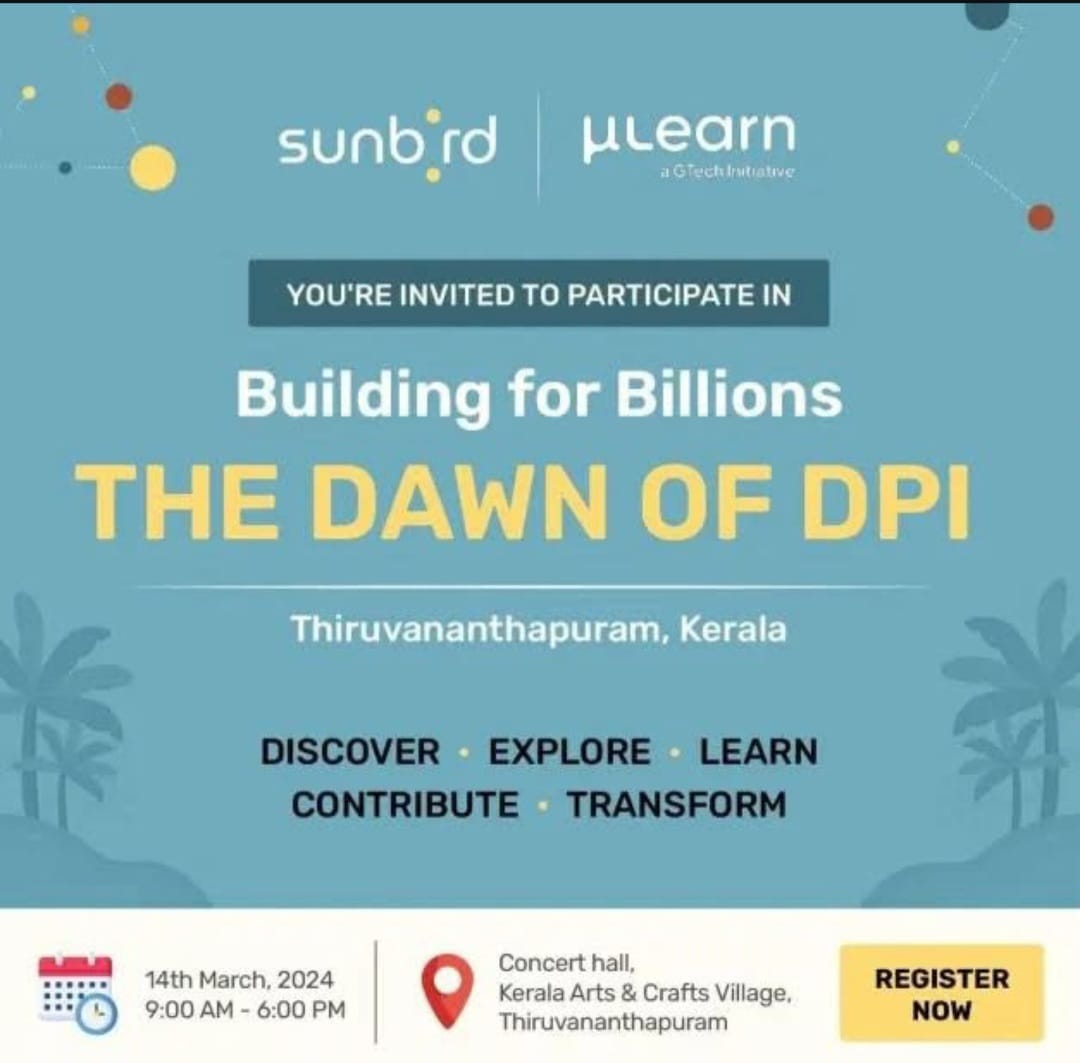 sunbird
µLearn
a GTech Initiative
YOU'RE INVITED TO PARTICIPATE IN
Building for Billions
THE DAWN OF DPI
Thiruvananthapuram, Kerala
DISCOVER • EXPLORE • LEARN
CONTRIBUTE • TRANSFORM
14th March, 2024
9:00 AM - 6:00 PM
Concert hall,
Kerala Arts & Crafts Village,
Thiruvananthapuram
REGISTER
NOW